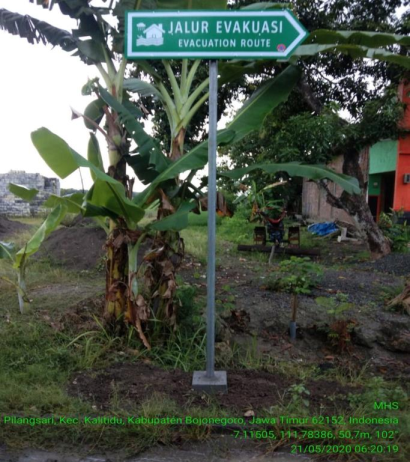 JALUR EVAKUASI
EVACUATION ROUTE
MHS
Pilangsari, Kec. Kalitidu, Kabupaten Bojonegoro, Jawa Timur 62152, Indonesia
7,11605, 111,78386, 50,7m, 102°
21/05/2020 06:20:19